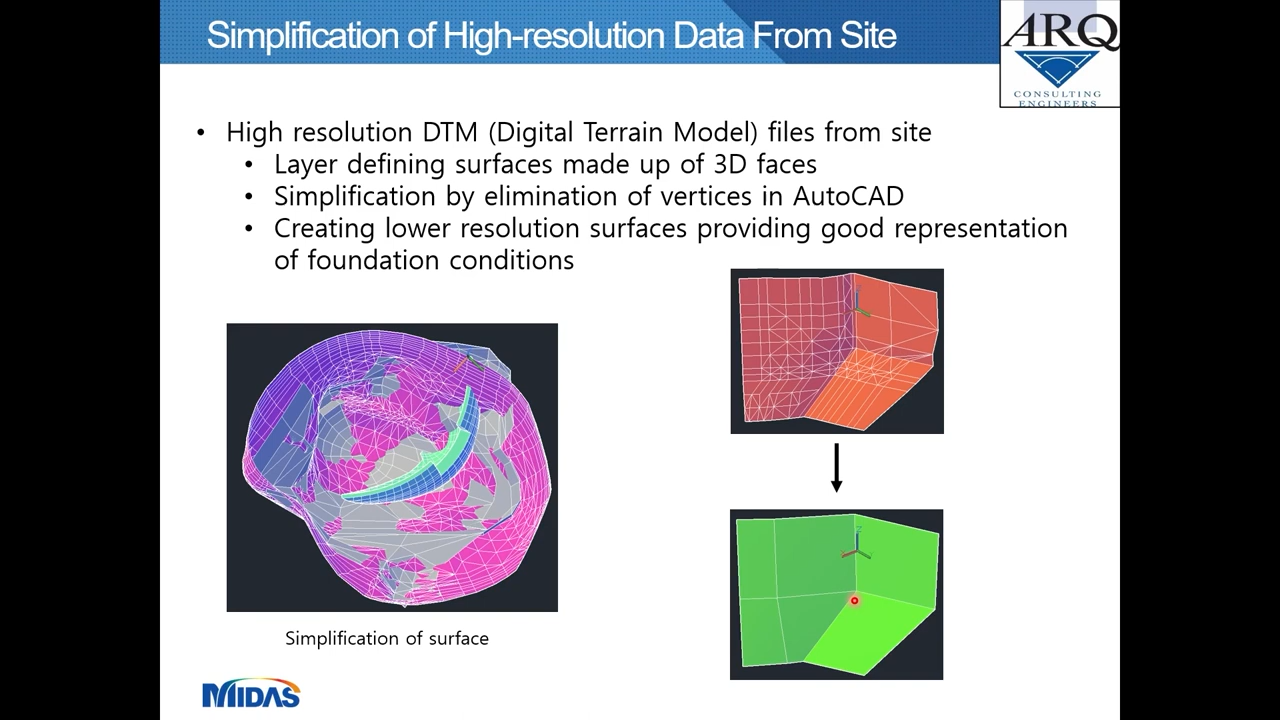 Simplification of High-resolution Data From Site
ARQ
CONSULTING
ENGINEERS
• High resolution DTM (Digital Terrain Model) files from site
• Layer defining surfaces made up of 3D faces
• Simplification by elimination of vertices in AutoCAD
• Creating lower resolution surfaces providing good representation
of foundation conditions
Simplification of surface
MIDAS